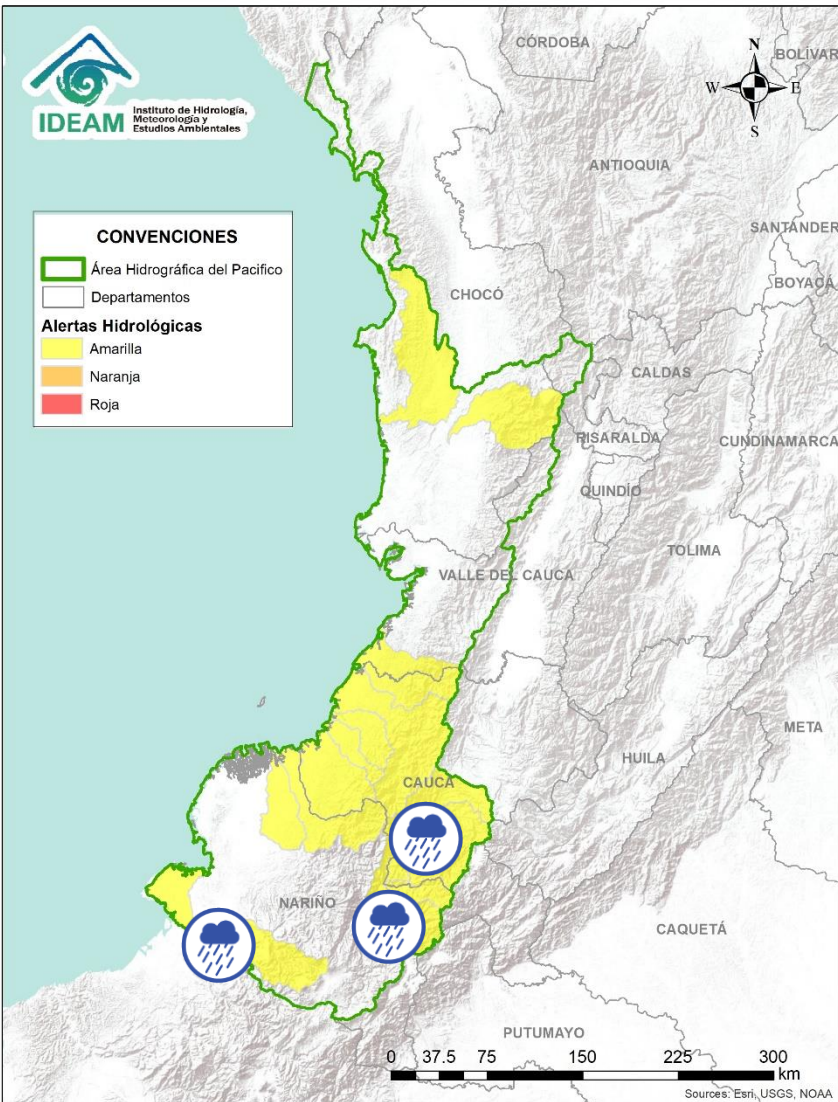 IDEAM
Instituto de Hidrología,
Meteorología y
Estudios Ambientales
CÓRDOBA
BOLÍVAR
N
W
E
S
ANTIOQUIA
SANTANDER
BOYACÁ
CONVENCIONES
Área Hidrográfica del Pacifico
Departamentos
Alertas Hidrológicas
Amarilla
Naranja
Roja
CHOCÓ
CALDAS
RISARALDA
CUNDINAMARCA
QUINDÍO
TOLIMA
VALLE DEL CAUCA
META
HUILA
CAUCA
NARIÑO
CAQUETÁ
PUTUMAYO
0 37.5 75 150 225 300
km
Sources: Esri, USGS, NOAA